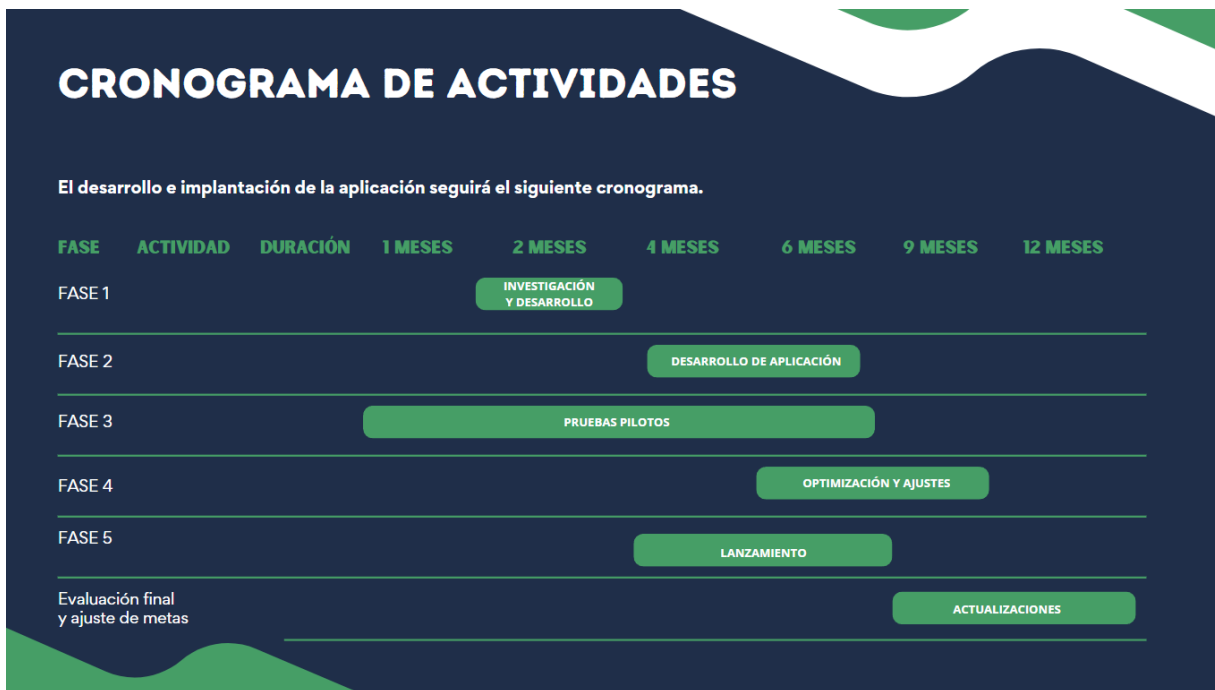 CRONOGRAMA DE ACTIVIDADES
El desarrollo e implantación de la aplicación seguirá el siguiente cronograma.
FASE ACTIVIDAD DURACIÓN 1 MESES 2 MESES 4 MESES 6 MESES 9 MESES 12 MESES
FASE 1
INVESTIGACIÓN
Y DESARROLLO
FASE 2 DESARROLLO DE APLICACIÓN
FASE 3 PRUEBAS PILOTOS
FASE 4 OPTIMIZACIÓN Y AJUSTES
FASE 5 LANZAMIENTO
Evaluación final
y ajuste de metas
ACTUALIZACIONES